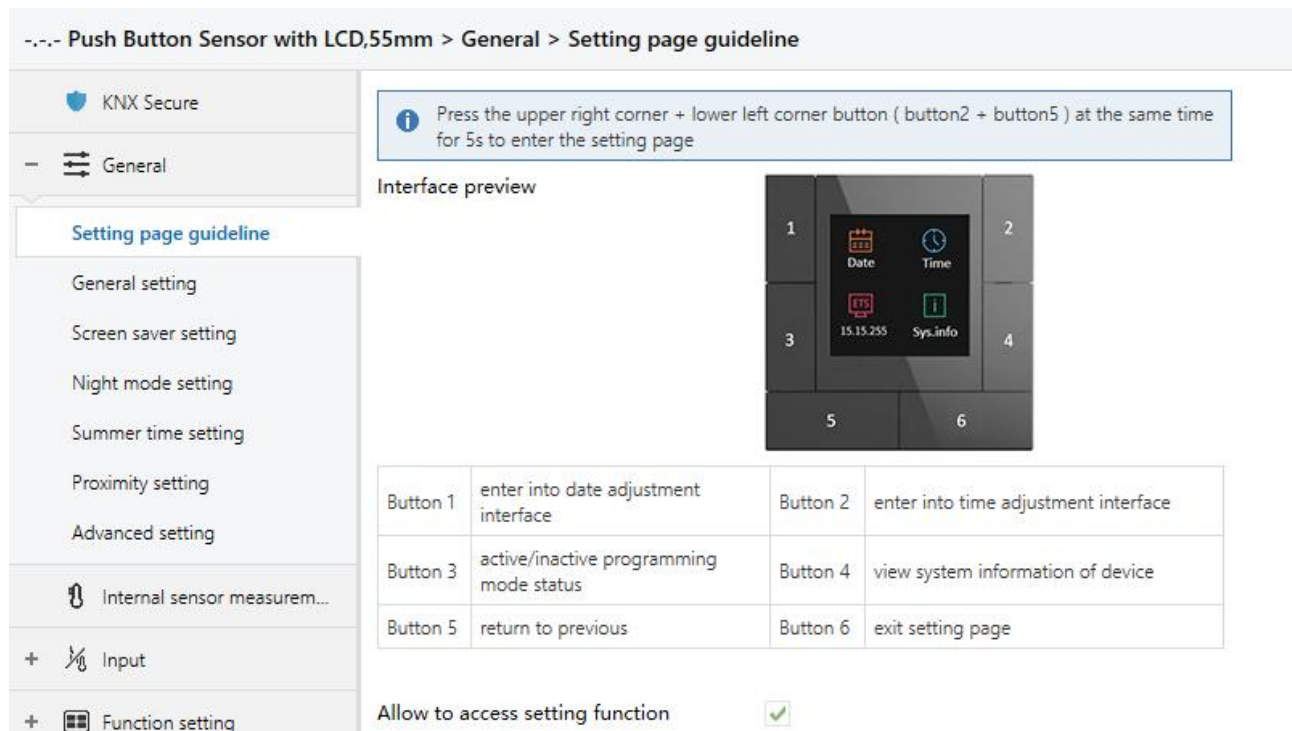 -.-.- Push Button Sensor with LCD,55mm > General > Setting page guideline
KNX Secure
General
Setting page guideline
General setting
Screen saver setting
Night mode setting
Summer time setting
Proximity setting
Advanced setting
Internal sensor measurem...
+ Input
+ Function setting
Press the upper right corner + lower left corner button ( button2 + button5 ) at the same time
for 5s to enter the setting page
Interface preview
1
2
Date
Time
ETS
15.15.255
Sys.info
3
4
5
6
Button 1 enter into date adjustment
interface
Button 2 enter into time adjustment interface
Button 3 active/inactive programming
mode status
Button 4 view system information of device
Button 5 return to previous
Button 6 exit setting page
Allow to access setting function